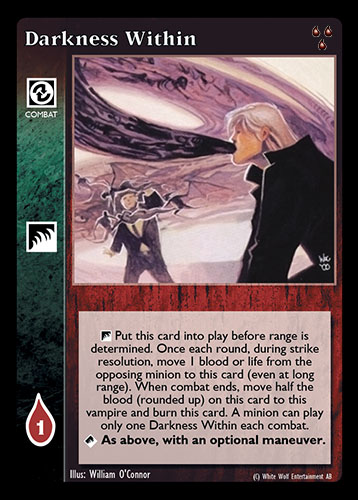 Darkness Within
COMBAT
Put this card into play before range is
determined. Once each round, during strike
resolution, move 1 blood or life from the
opposing minion to this card (even at long
range). When combat ends, move half the
blood (rounded up) on this card to this
vampire and burn this card. A minion can play
only one Darkness Within each combat.
As above, with an optional maneuver.
1
Illus: William O'Connor
(C) White Wolf Entertainment AB